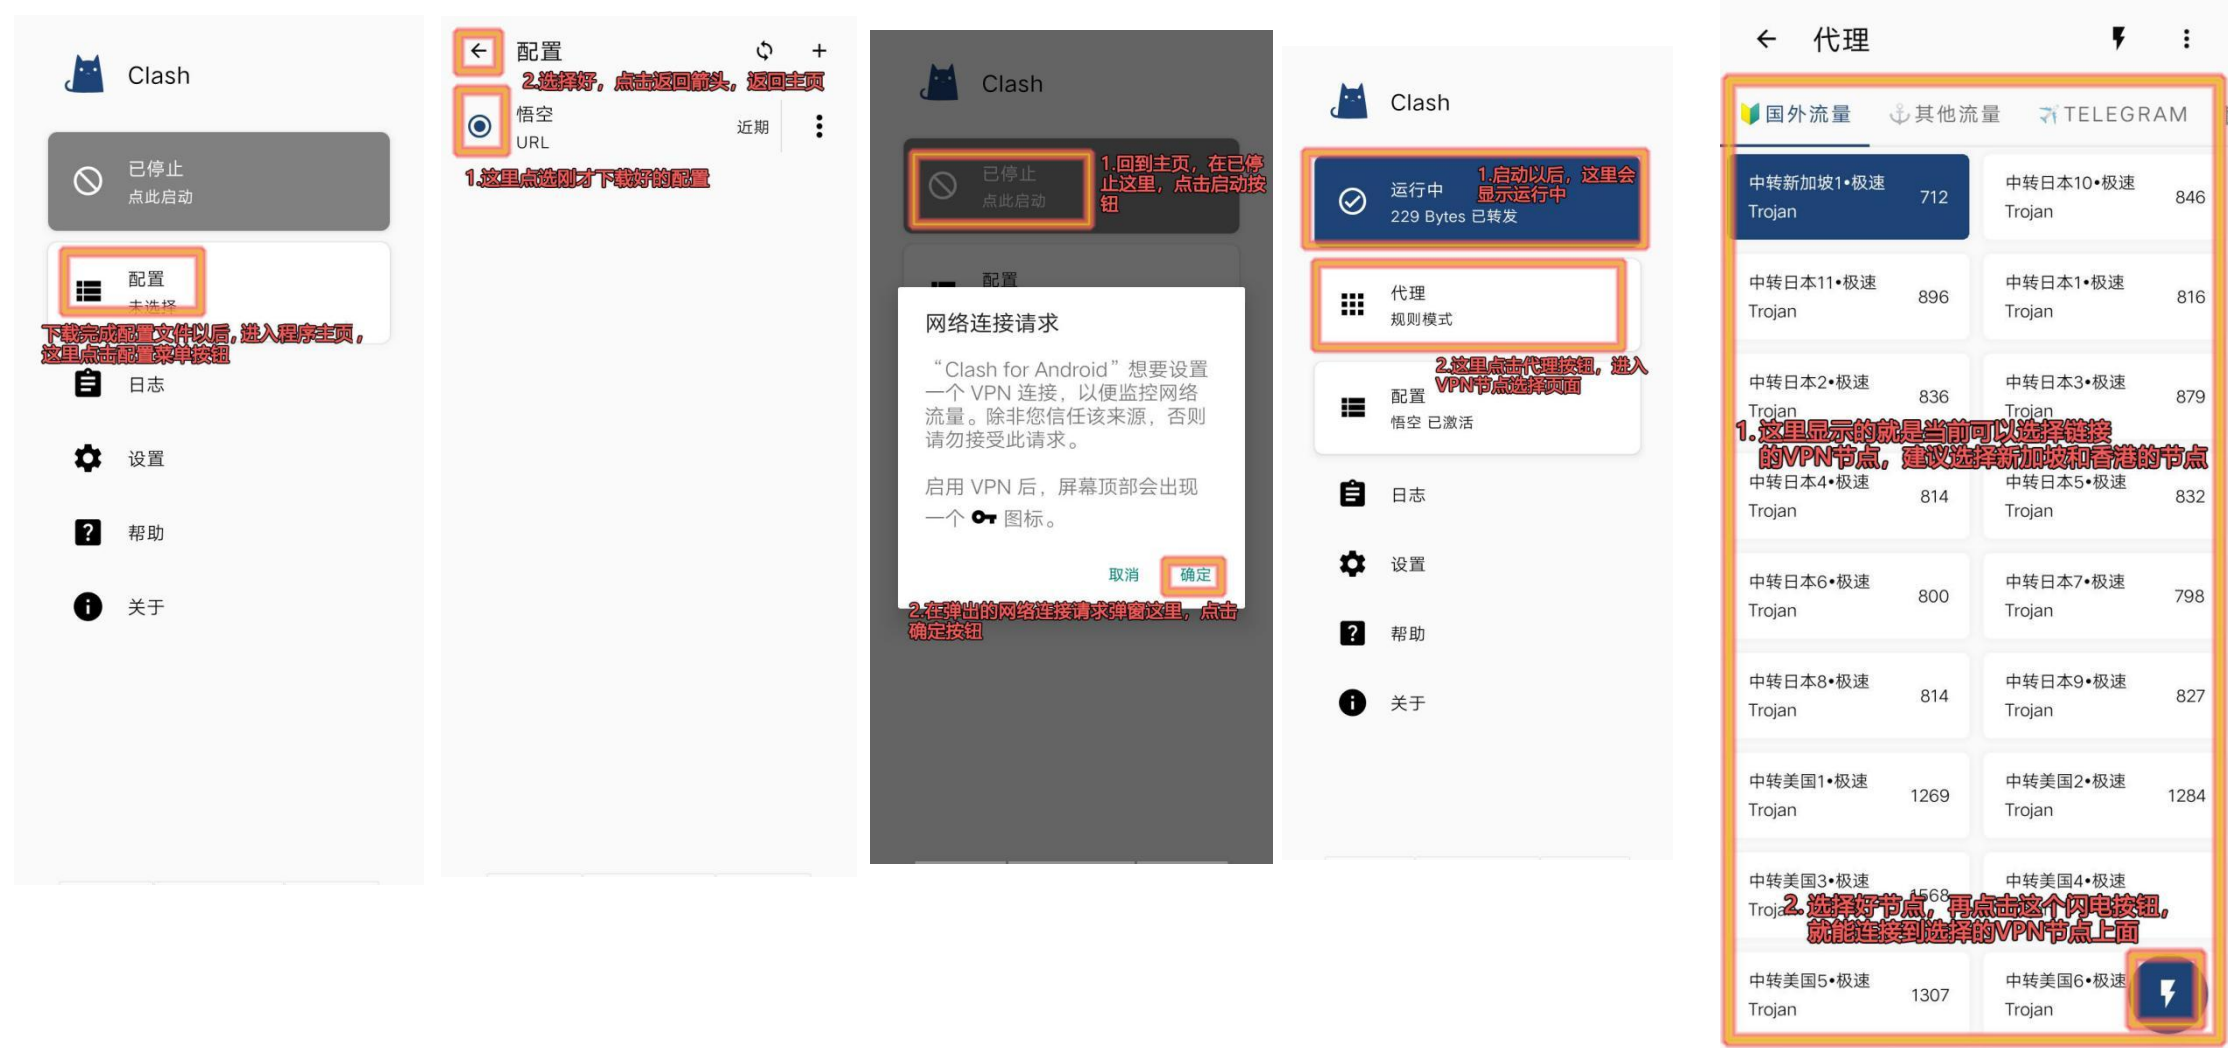 Clash
已停止
点此启动
配置
未选择
下载完成配置文件以后,进入程序主页,
这里点击配置菜单按钮
日志
设置
帮助
关于
配置
2.选择好，点击返回箭头，返回主页
悟空
URL
近期
1.这里点选刚才下载好的配置
Clash
已停止
点此启动
1.回到主页，在已停
止这里，点击启动按
钮
配置
网络连接请求
“Clash for Android”想要设置
一个 VPN 连接，以便监控网络
流量。除非您信任该来源，否则
请勿接受此请求。
启用 VPN 后，屏幕顶部会出现
一个 图标。
取消 确定
2.在弹出的网络连接请求弹窗这里，点击
确定按钮
Clash
运行中
229 Bytes 已转发
1.启动以后，这里会
显示运行中
代理
规则模式
2.这里点击代理按钮，进入
VPN节点选择页面
配置
悟空 已激活
日志
设置
帮助
关于
代理
国外流量 其他流量 TELEGRAM
中转新加坡1•极速
Trojan
712
中转日本10•极速
Trojan
846
中转日本11•极速
Trojan
896
中转日本1•极速
Trojan
816
中转日本2•极速
Trojan
836
中转日本3•极速
Trojan
879
1.这里显示的就是当前可以选择链接
的VPN节点，建议选择新加坡和香港的节点
中转日本4•极速
Trojan
814
中转日本5•极速
Trojan
832
中转日本6•极速
Trojan
800
中转日本7•极速
Trojan
798
中转日本8•极速
Trojan
814
中转日本9•极速
Trojan
827
中转美国1•极速
Trojan
1269
中转美国2•极速
Trojan
1284
中转美国3•极速
Trojan
1568
中转美国4•极速
2.选择好节点，再点击这个闪电按钮，
就能连接到选择的VPN节点上面
中转美国5•极速
Trojan
1307
中转美国6•极速
Trojan